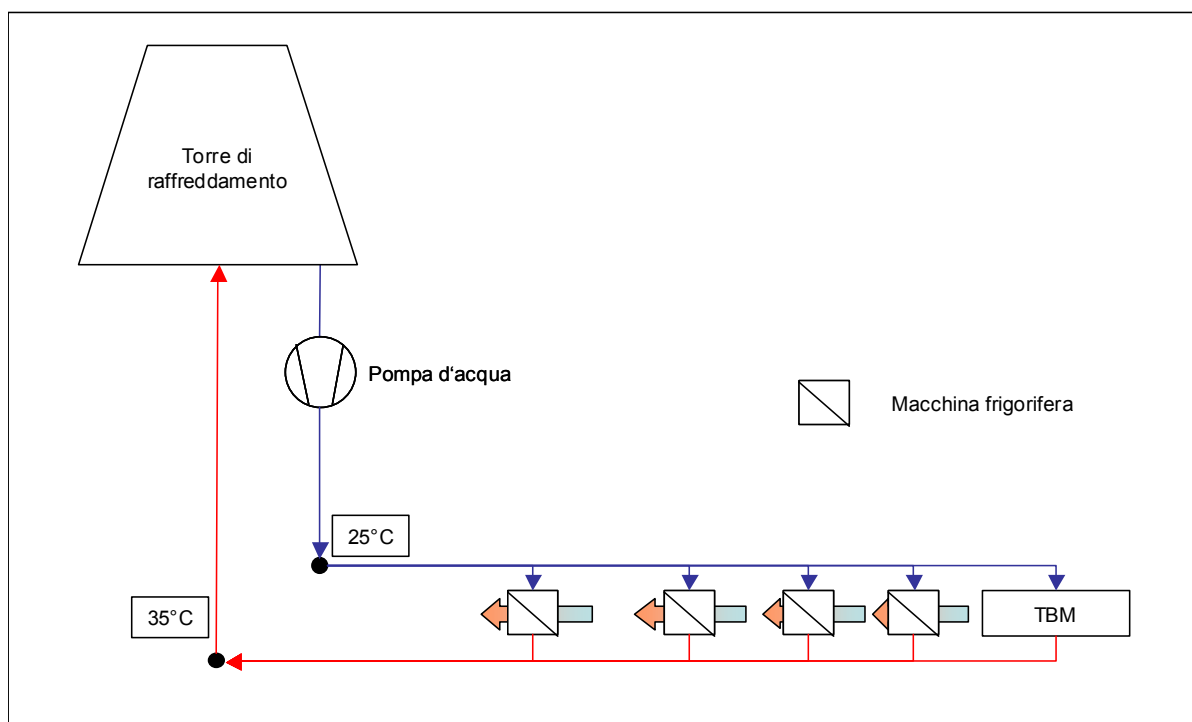 Torre di
raffreddamento
Pompa d‘acqua
Macchina frigorifera
25°C
35°C
TBM